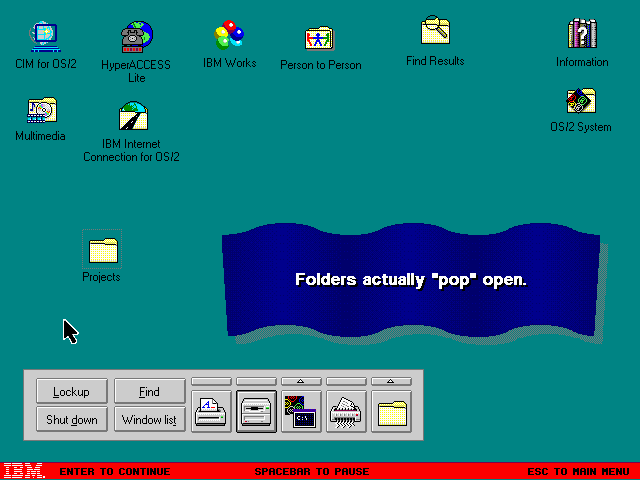 CIM for OS/2
HyperACCESS
Lite
IBM Works
Person to Person
Find Results
Information
Multimedia
IBM Internet
Connection for OS/2
OS/2 System
Projects
Folders actually "pop" open.
Lockup
Find
Shut down
Window list
C:\
IBM.
ENTER TO CONTINUE
SPACEBAR TO PAUSE
ESC TO MAIN MENU